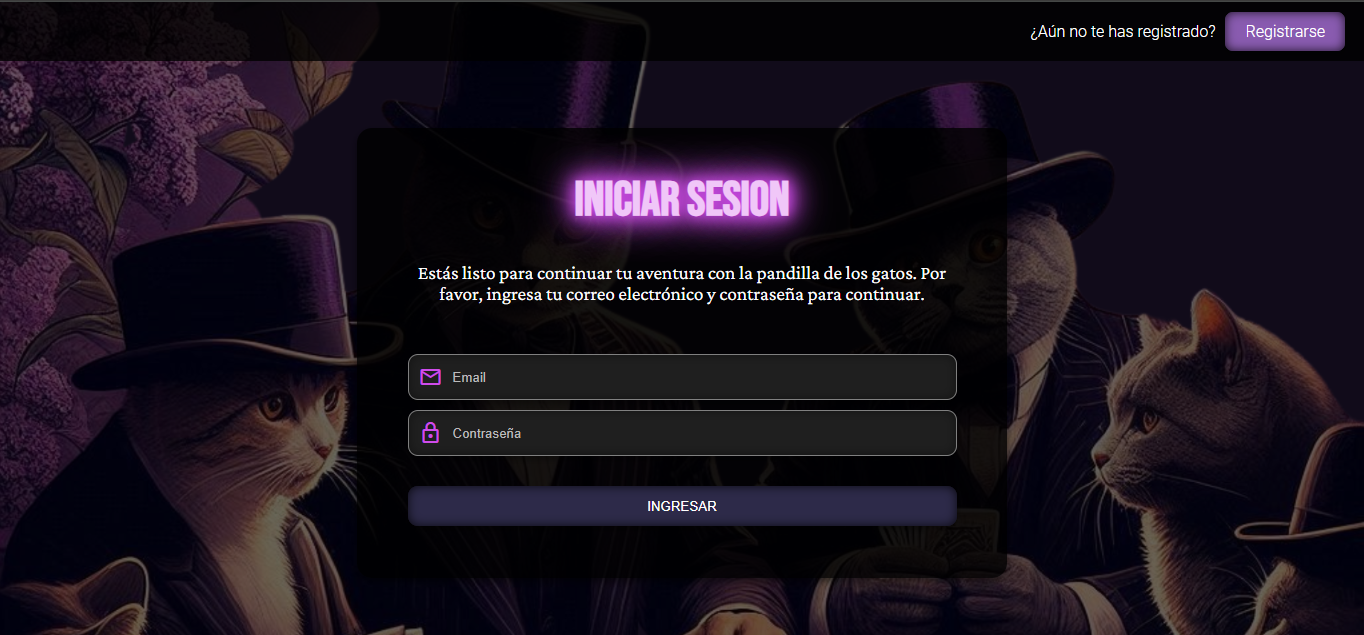 ¿Aún no te has registrado? Registrarse
INICIAR SESION
Estás listo para continuar tu aventura con la pandilla de los gatos. Por
favor, ingresa tu correo electrónico y contraseña para continuar.
Email
Contraseña
INGRESAR